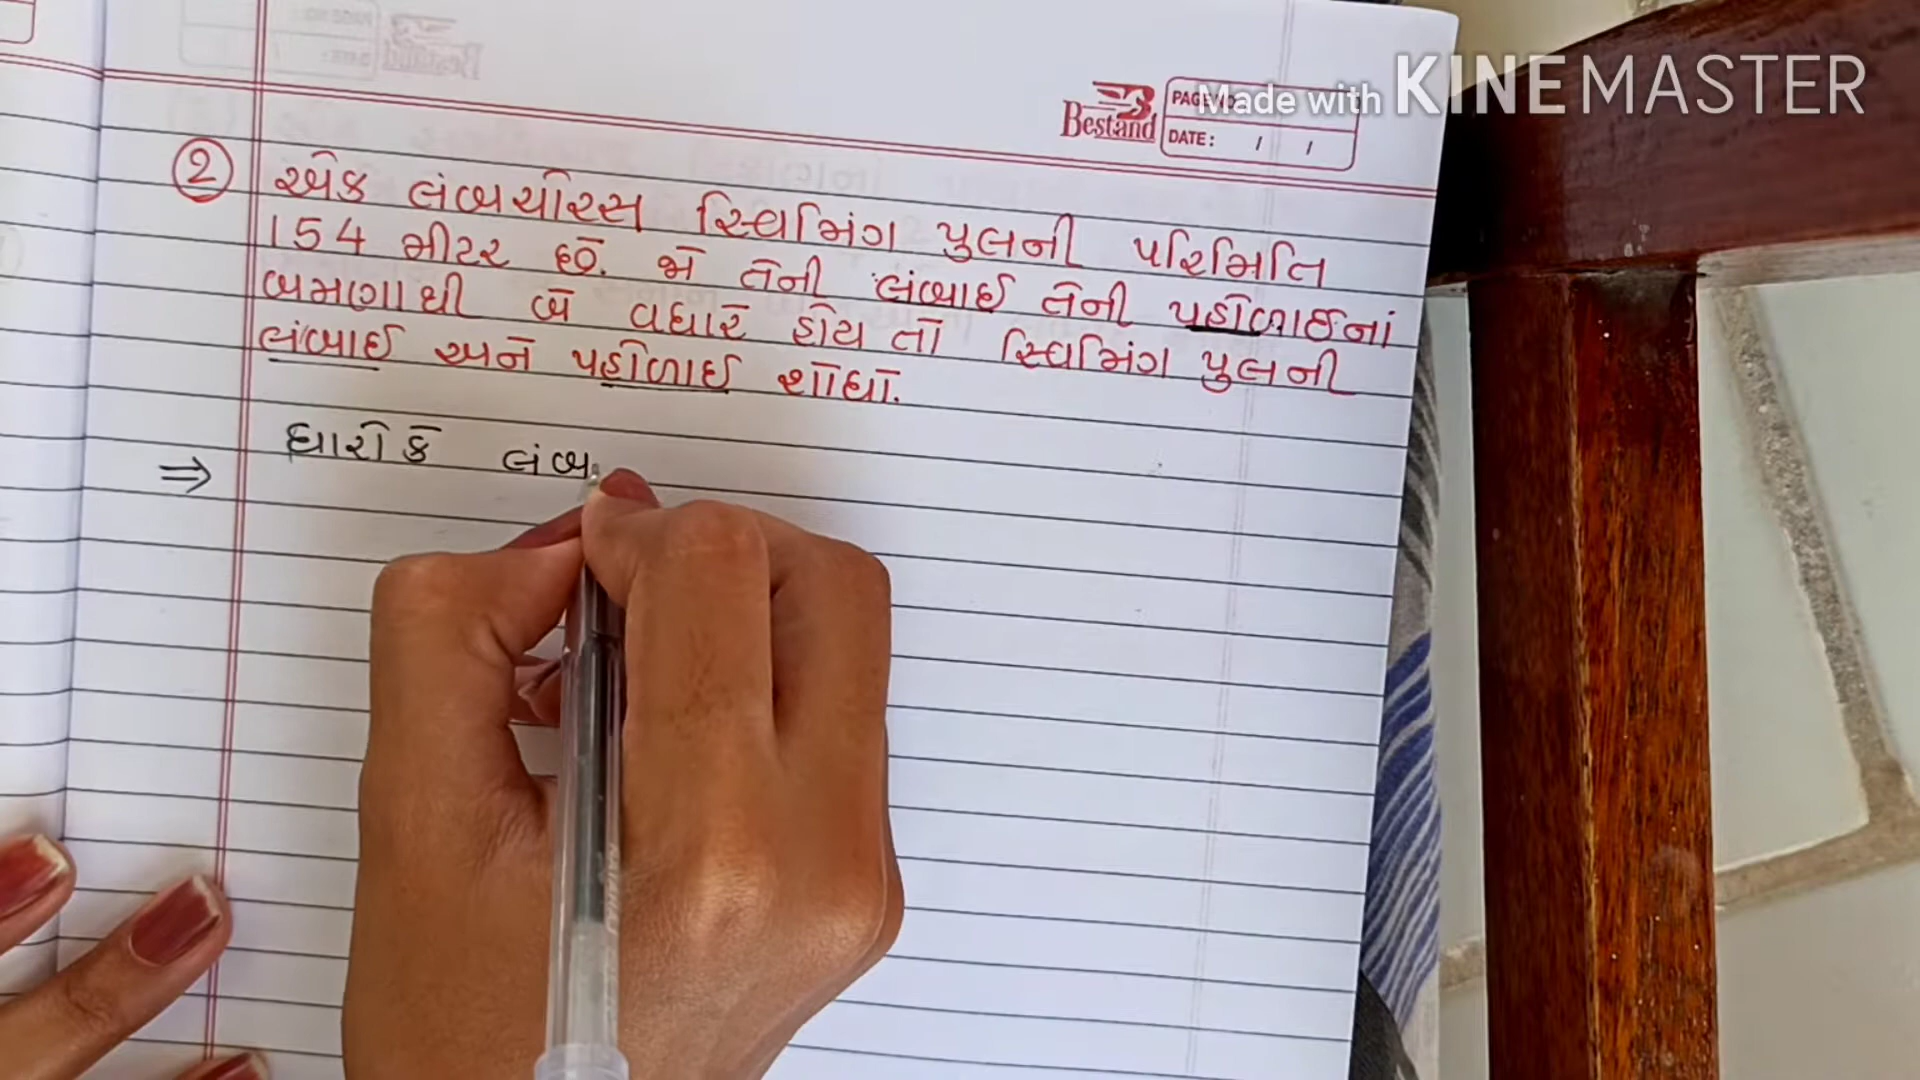 Made with KINEMASTER
Bestand
PAGE NO.
DATE: / /
② એક લંબચોરસ સ્વિમિંગ પુલની પરિમિતિ
154 મીટર છે. જો તેની લંબાઈ તેની પહોળાઈનાં
બમણાથી બે વધારે હોય તો સ્વિમિંગ પુલની
લંબાઈ અને પહોળાઈ શોધો.
⇒ ધારો કે લંબ